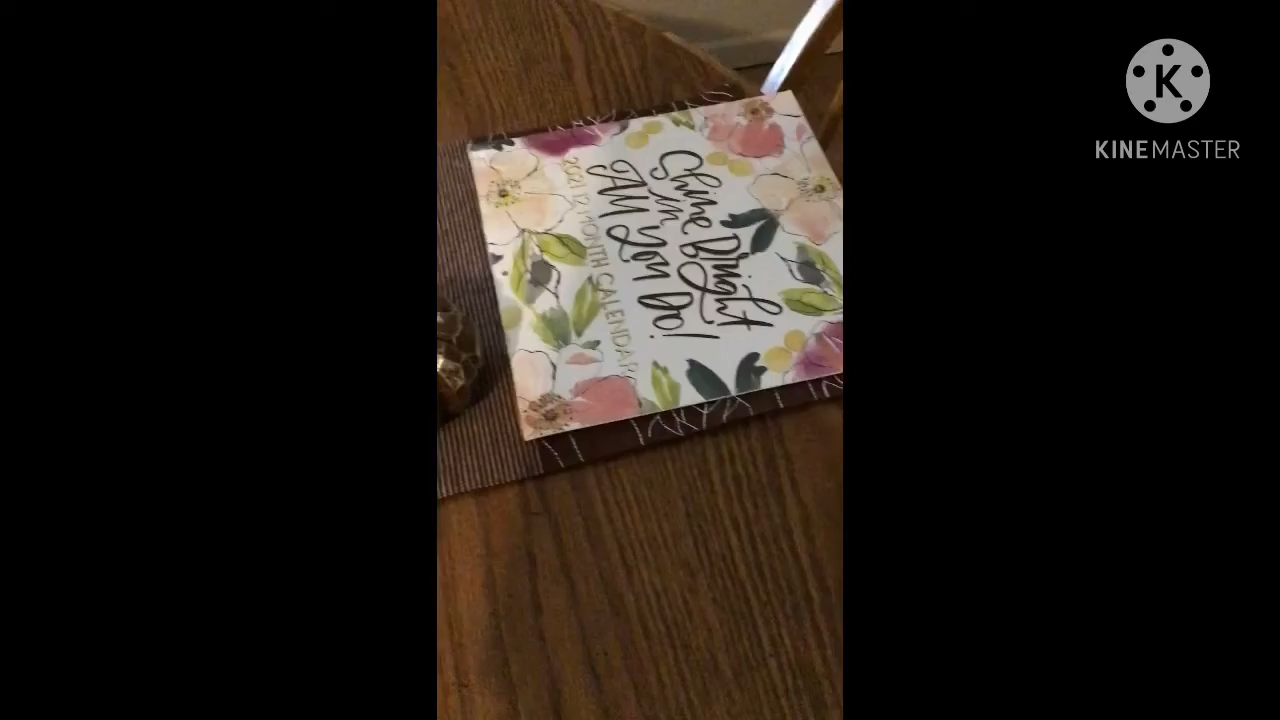 Shine Bright
in
All you Do!
2021 12 MONTH CALENDAR
K
KINEMASTER